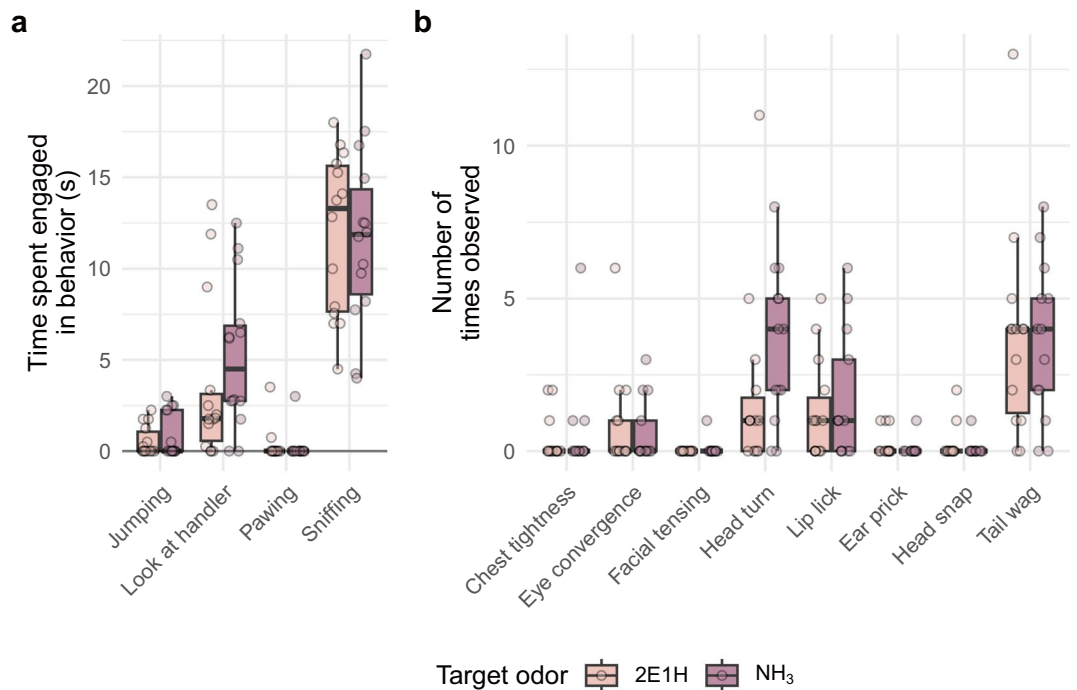 a
b
Time spent engaged
in behavior (s)
20
15
10
5
0
Jumping
Look at handler
Pawing
Sniffing
Number of
times observed
10
5
0
Chest tightness
Eye convergence
Facial tensing
Head turn
Lip lick
Ear prick
Head snap
Tail wag
Target odor 2E1H NH₃